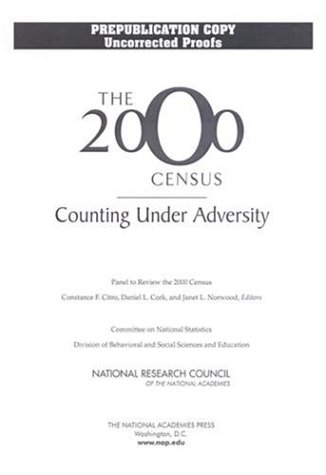 PREPUBLICATION COPY
Uncorrected Proofs
THE
2000
CENSUS
Counting Under Adversity
Panel to Review the 2000 Census
Constance F. Citro, Daniel L. Cork, and Janet L. Norwood, Editors
Committee on National Statistics
Division of Behavioral and Social Sciences and Education
NATIONAL RESEARCH COUNCIL
OF THE NATIONAL ACADEMIES
THE NATIONAL ACADEMIES PRESS
Washington, D.C.
www.nap.edu